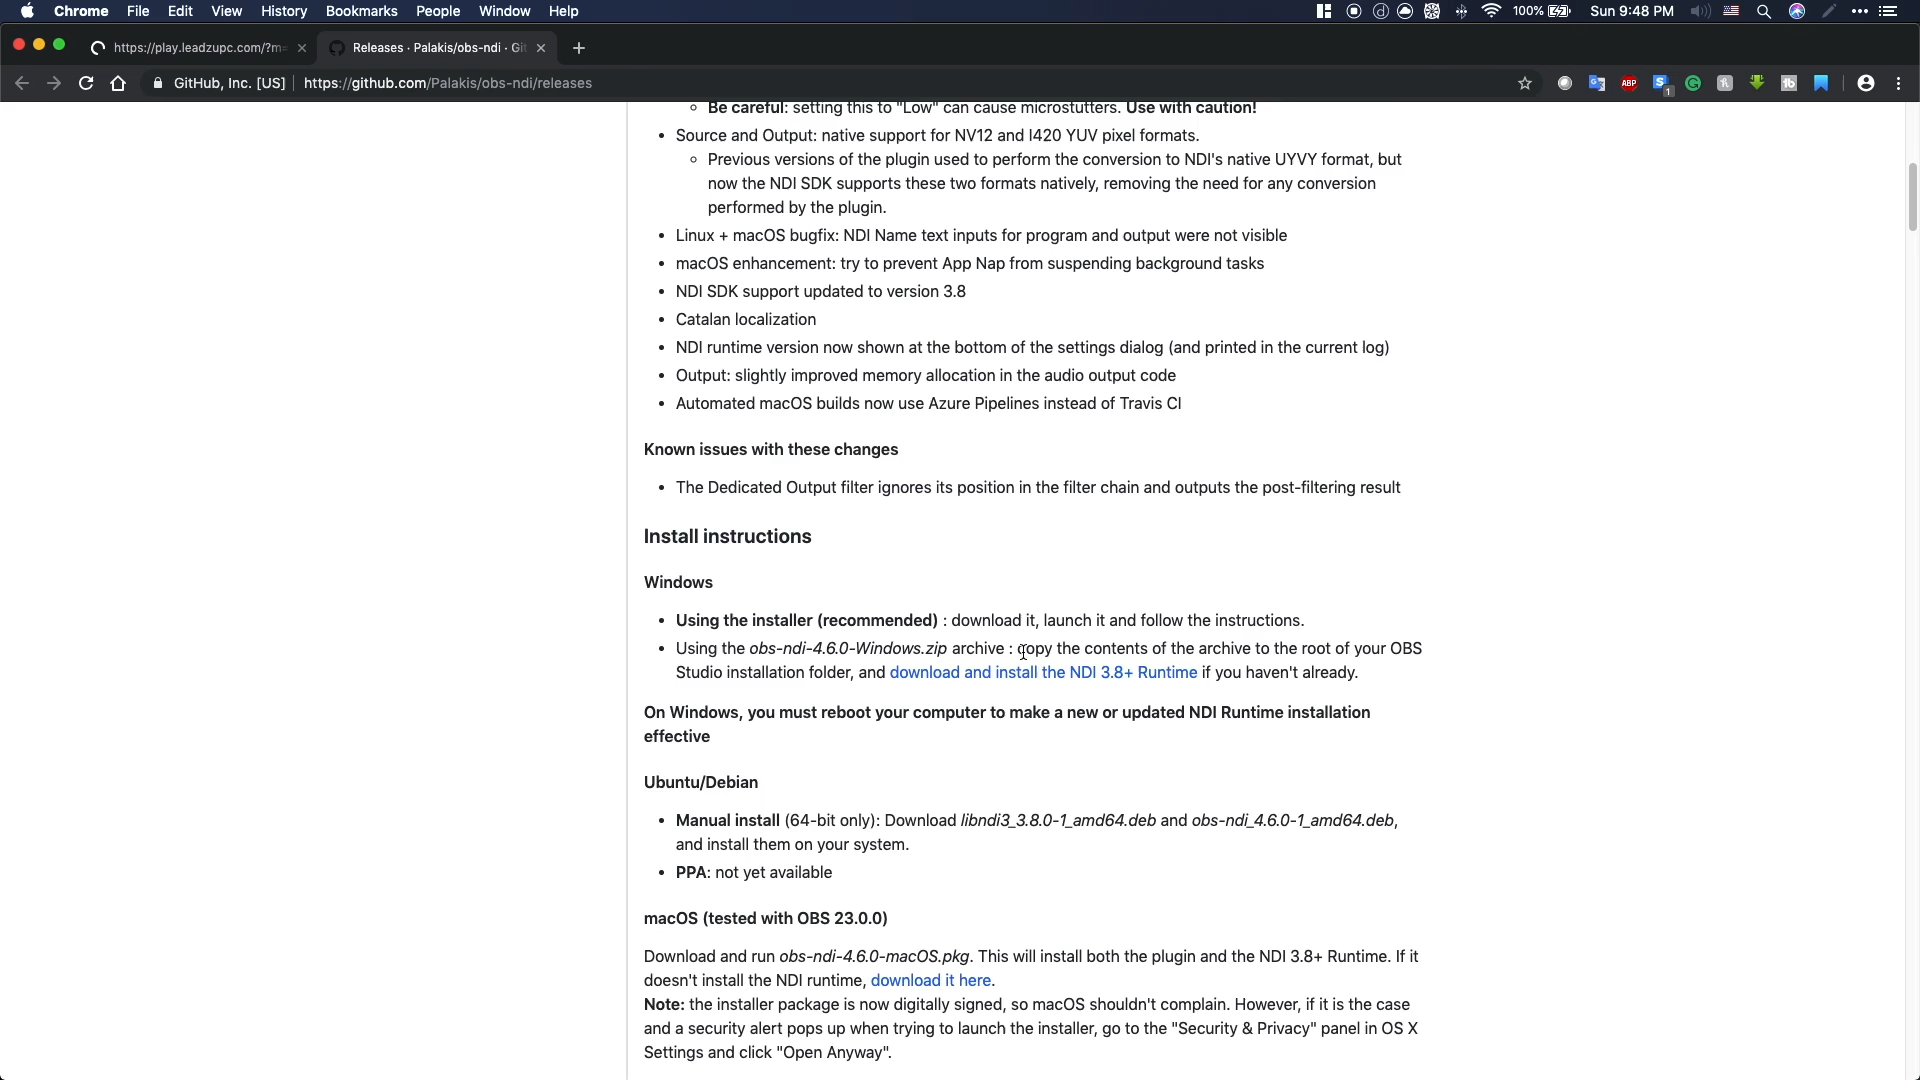 Chrome File Edit View History Bookmarks People Window Help 100% Sun 9:48 PM
https://play.leadzupc.com/?m= Releases · Palakis/obs-ndi · Git
GitHub, Inc. [US] https://github.com/Palakis/obs-ndi/releases ABP 1
Be careful: setting this to "Low" can cause microstutters. Use with caution!
Source and Output: native support for NV12 and I420 YUV pixel formats.
Previous versions of the plugin used to perform the conversion to NDI's native UYVY format, but
now the NDI SDK supports these two formats natively, removing the need for any conversion
performed by the plugin.
Linux + macOS bugfix: NDI Name text inputs for program and output were not visible
macOS enhancement: try to prevent App Nap from suspending background tasks
NDI SDK support updated to version 3.8
Catalan localization
NDI runtime version now shown at the bottom of the settings dialog (and printed in the current log)
Output: slightly improved memory allocation in the audio output code
Automated macOS builds now use Azure Pipelines instead of Travis CI
Known issues with these changes
The Dedicated Output filter ignores its position in the filter chain and outputs the post-filtering result
Install instructions
Windows
Using the installer (recommended) : download it, launch it and follow the instructions.
Using the obs-ndi-4.6.0-Windows.zip archive : copy the contents of the archive to the root of your OBS
Studio installation folder, and download and install the NDI 3.8+ Runtime if you haven't already.
On Windows, you must reboot your computer to make a new or updated NDI Runtime installation
effective
Ubuntu/Debian
Manual install (64-bit only): Download libndi3_3.8.0-1_amd64.deb and obs-ndi_4.6.0-1_amd64.deb,
and install them on your system.
PPA: not yet available
macOS (tested with OBS 23.0.0)
Download and run obs-ndi-4.6.0-macOS.pkg. This will install both the plugin and the NDI 3.8+ Runtime. If it
doesn't install the NDI runtime, download it here.
Note: the installer package is now digitally signed, so macOS shouldn't complain. However, if it is the case
and a security alert pops up when trying to launch the installer, go to the "Security & Privacy" panel in OS X
Settings and click "Open Anyway".